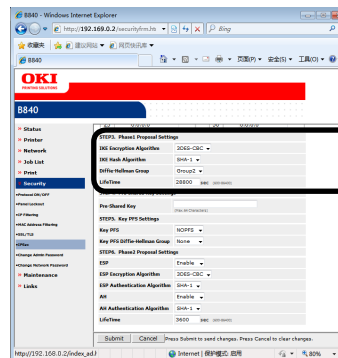 8840 - Windows Internet Explorer
http://192.169.0.2/securityfrm.ht
Bing
收藏夹
建议网站
网页快讯库
8840
页面(P)
安全(S)
工具(O)
OKI
PRINTING SOLUTIONS
B840
Status
Printer
Network
Job List
Print
Security
Protocol ON/OFF
IP Filtering
MAC Address Filtering
SSL/TLS
IPSec
Change Admin Password
Change Network Password
Maintenance
Links
STEP3. Phase1 Proposal Settings
IKE Encryption Algorithm 3DES-CBC
IKE Hash Algorithm SHA-1
Diffie-Hellman Group Group2
LifeTime 28800 sec
Pre-Shared Key
STEP5. Key PFS Settings
Key PFS NOPFS
Key PFS Diffie-Hellman Group None
STEP6. Phase2 Proposal Settings
ESP Enable
ESP Encryption Algorithm 3DES-CBC
ESP Authentication Algorithm SHA-1
AH Enable
AH Authentication Algorithm SHA-1
LifeTime 3600 sec
Submit Cancel Press Submit to send changes. Press Cancel to clear changes.
http://192.168.0.2/index_ad.l
Internet | 保护模式: 启用
80%